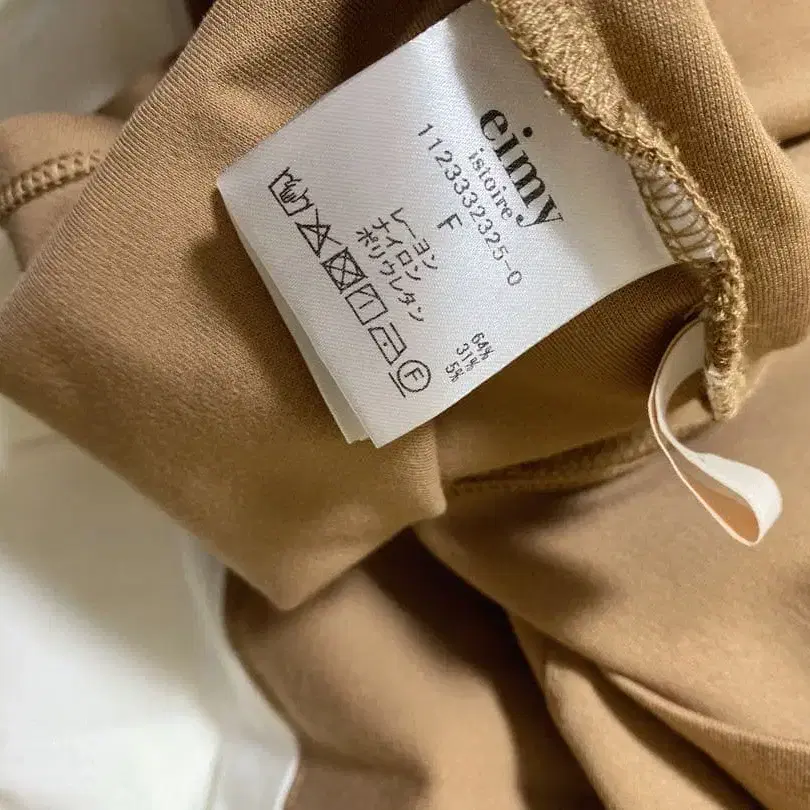 eimy
istoire
1123332325-0
F
レーヨン 64%
ナイロン 31%
ポリウレタン 5%
F